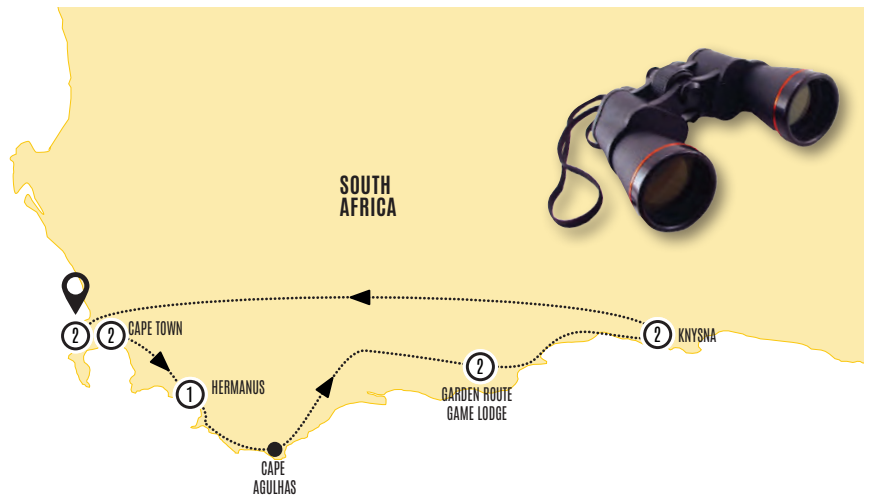 SOUTH
AFRICA
2
2
CAPE TOWN
1
HERMANUS
2
GARDEN ROUTE
GAME LODGE
2
KNYSNA
CAPE
AGULHAS